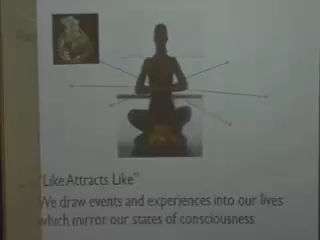 "Like Attracts Like"
We draw events and experiences into our lives
which mirror our states of consciousness